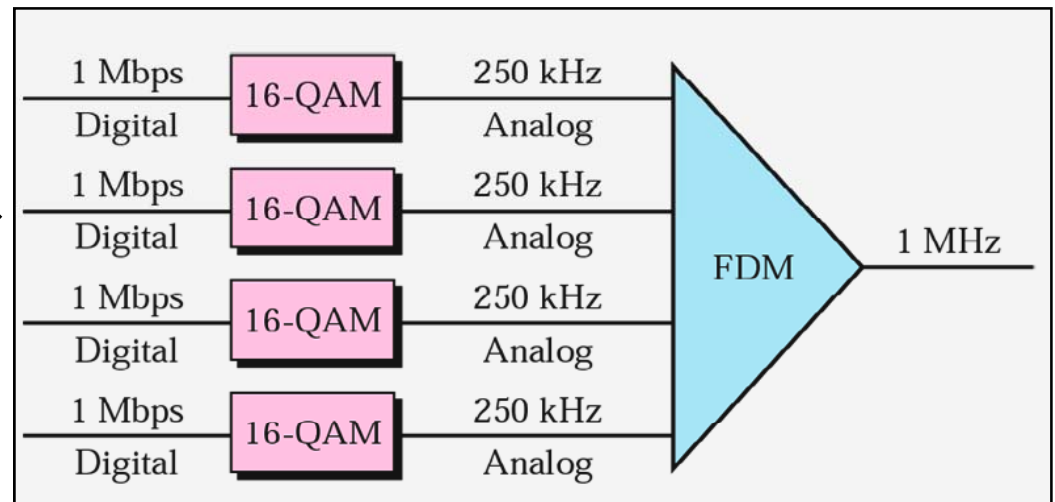 1 Mbps
Digital
16-QAM
250 kHz
Analog
1 Mbps
Digital
16-QAM
250 kHz
Analog
1 Mbps
Digital
16-QAM
250 kHz
Analog
1 Mbps
Digital
16-QAM
250 kHz
Analog
FDM
1 MHz